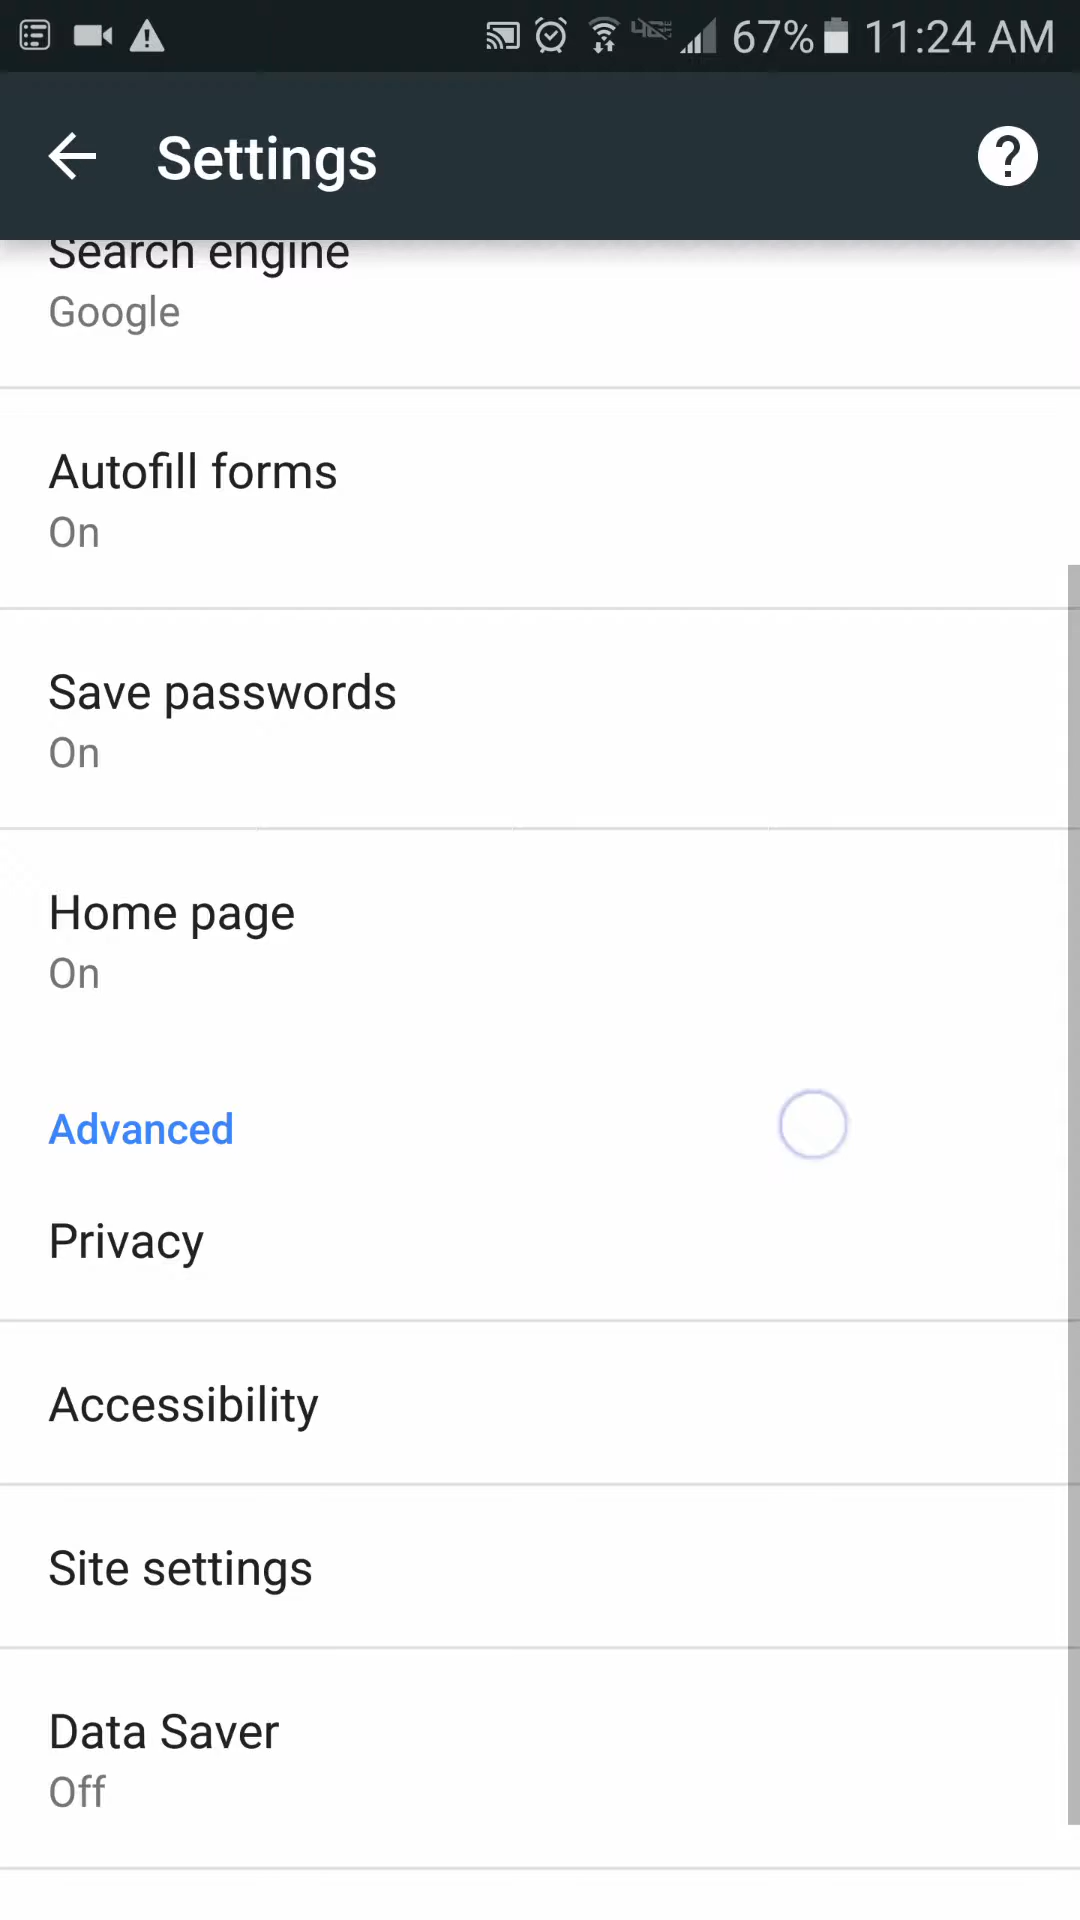 67% 11:24 AM
Settings
Search engine
Google
Autofill forms
On
Save passwords
On
Home page
On
Advanced
Privacy
Accessibility
Site settings
Data Saver
Off